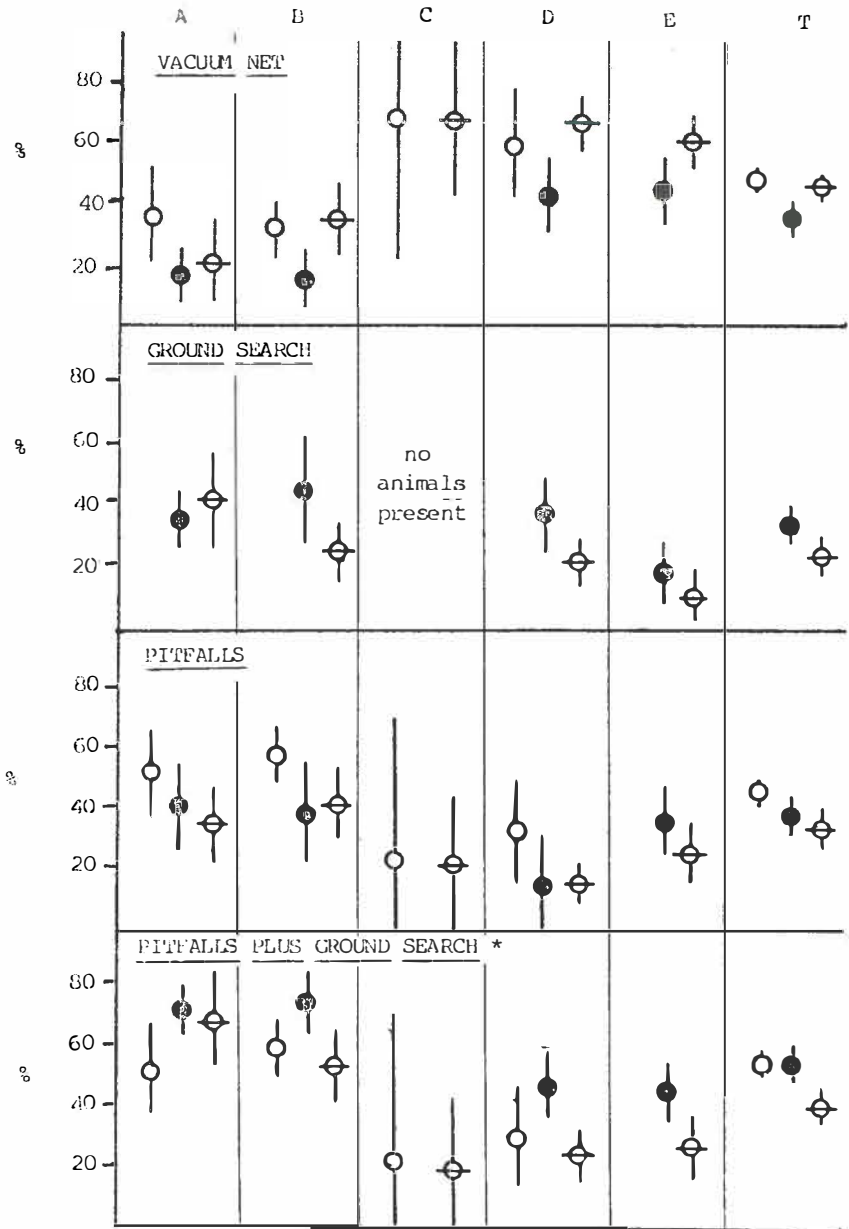 A B C D E T
VACUUM NET
80
60
%
40
20
GROUND SEARCH
80
%
60
no
animals
40
present
20
PITFALLS
80
60
%
40
20
PITFALLS PLUS GROUND SEARCH *
80
60
%
40
20